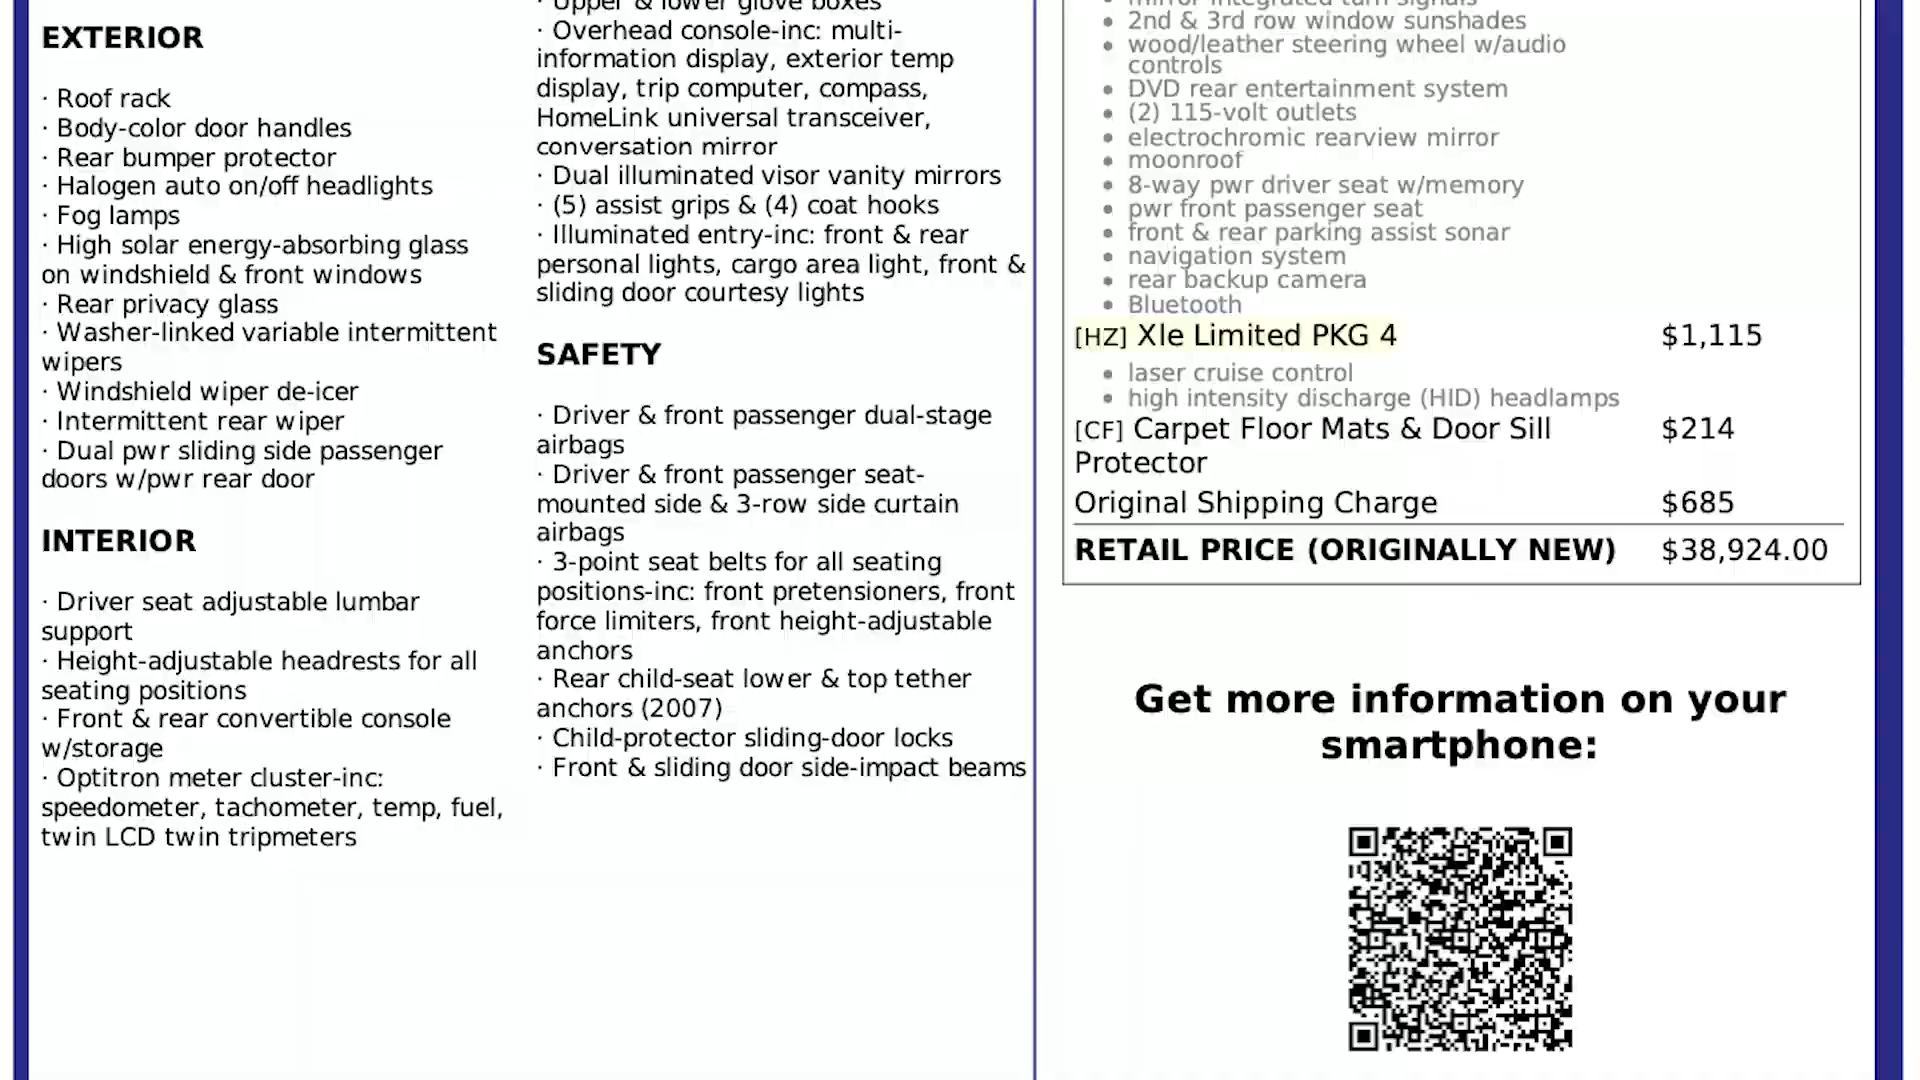 EXTERIOR
· Roof rack
· Body-color door handles
· Rear bumper protector
· Halogen auto on/off headlights
· Fog lamps
· High solar energy-absorbing glass
on windshield & front windows
· Rear privacy glass
· Washer-linked variable intermittent
wipers
· Windshield wiper de-icer
· Intermittent rear wiper
· Dual pwr sliding side passenger
doors w/pwr rear door
INTERIOR
· Driver seat adjustable lumbar
support
· Height-adjustable headrests for all
seating positions
· Front & rear convertible console
w/storage
· Optitron meter cluster-inc:
speedometer, tachometer, temp, fuel,
twin LCD twin tripmeters
· Upper & lower glove boxes
· Overhead console-inc: multi-
information display, exterior temp
display, trip computer, compass,
HomeLink universal transceiver,
conversation mirror
· Dual illuminated visor vanity mirrors
· (5) assist grips & (4) coat hooks
· Illuminated entry-inc: front & rear
personal lights, cargo area light, front &
sliding door courtesy lights
SAFETY
· Driver & front passenger dual-stage
airbags
· Driver & front passenger seat-
mounted side & 3-row side curtain
airbags
· 3-point seat belts for all seating
positions-inc: front pretensioners, front
force limiters, front height-adjustable
anchors
· Rear child-seat lower & top tether
anchors (2007)
· Child-protector sliding-door locks
· Front & sliding door side-impact beams
• mirror integrated turn signals
• 2nd & 3rd row window sunshades
• wood/leather steering wheel w/audio
controls
• DVD rear entertainment system
• (2) 115-volt outlets
• electrochromic rearview mirror
• moonroof
• 8-way pwr driver seat w/memory
• pwr front passenger seat
• front & rear parking assist sonar
• navigation system
• rear backup camera
• Bluetooth
[HZ] Xle Limited PKG 4 $1,115
• laser cruise control
• high intensity discharge (HID) headlamps
[CF] Carpet Floor Mats & Door Sill $214
Protector
Original Shipping Charge $685
RETAIL PRICE (ORIGINALLY NEW) $38,924.00
Get more information on your
smartphone: